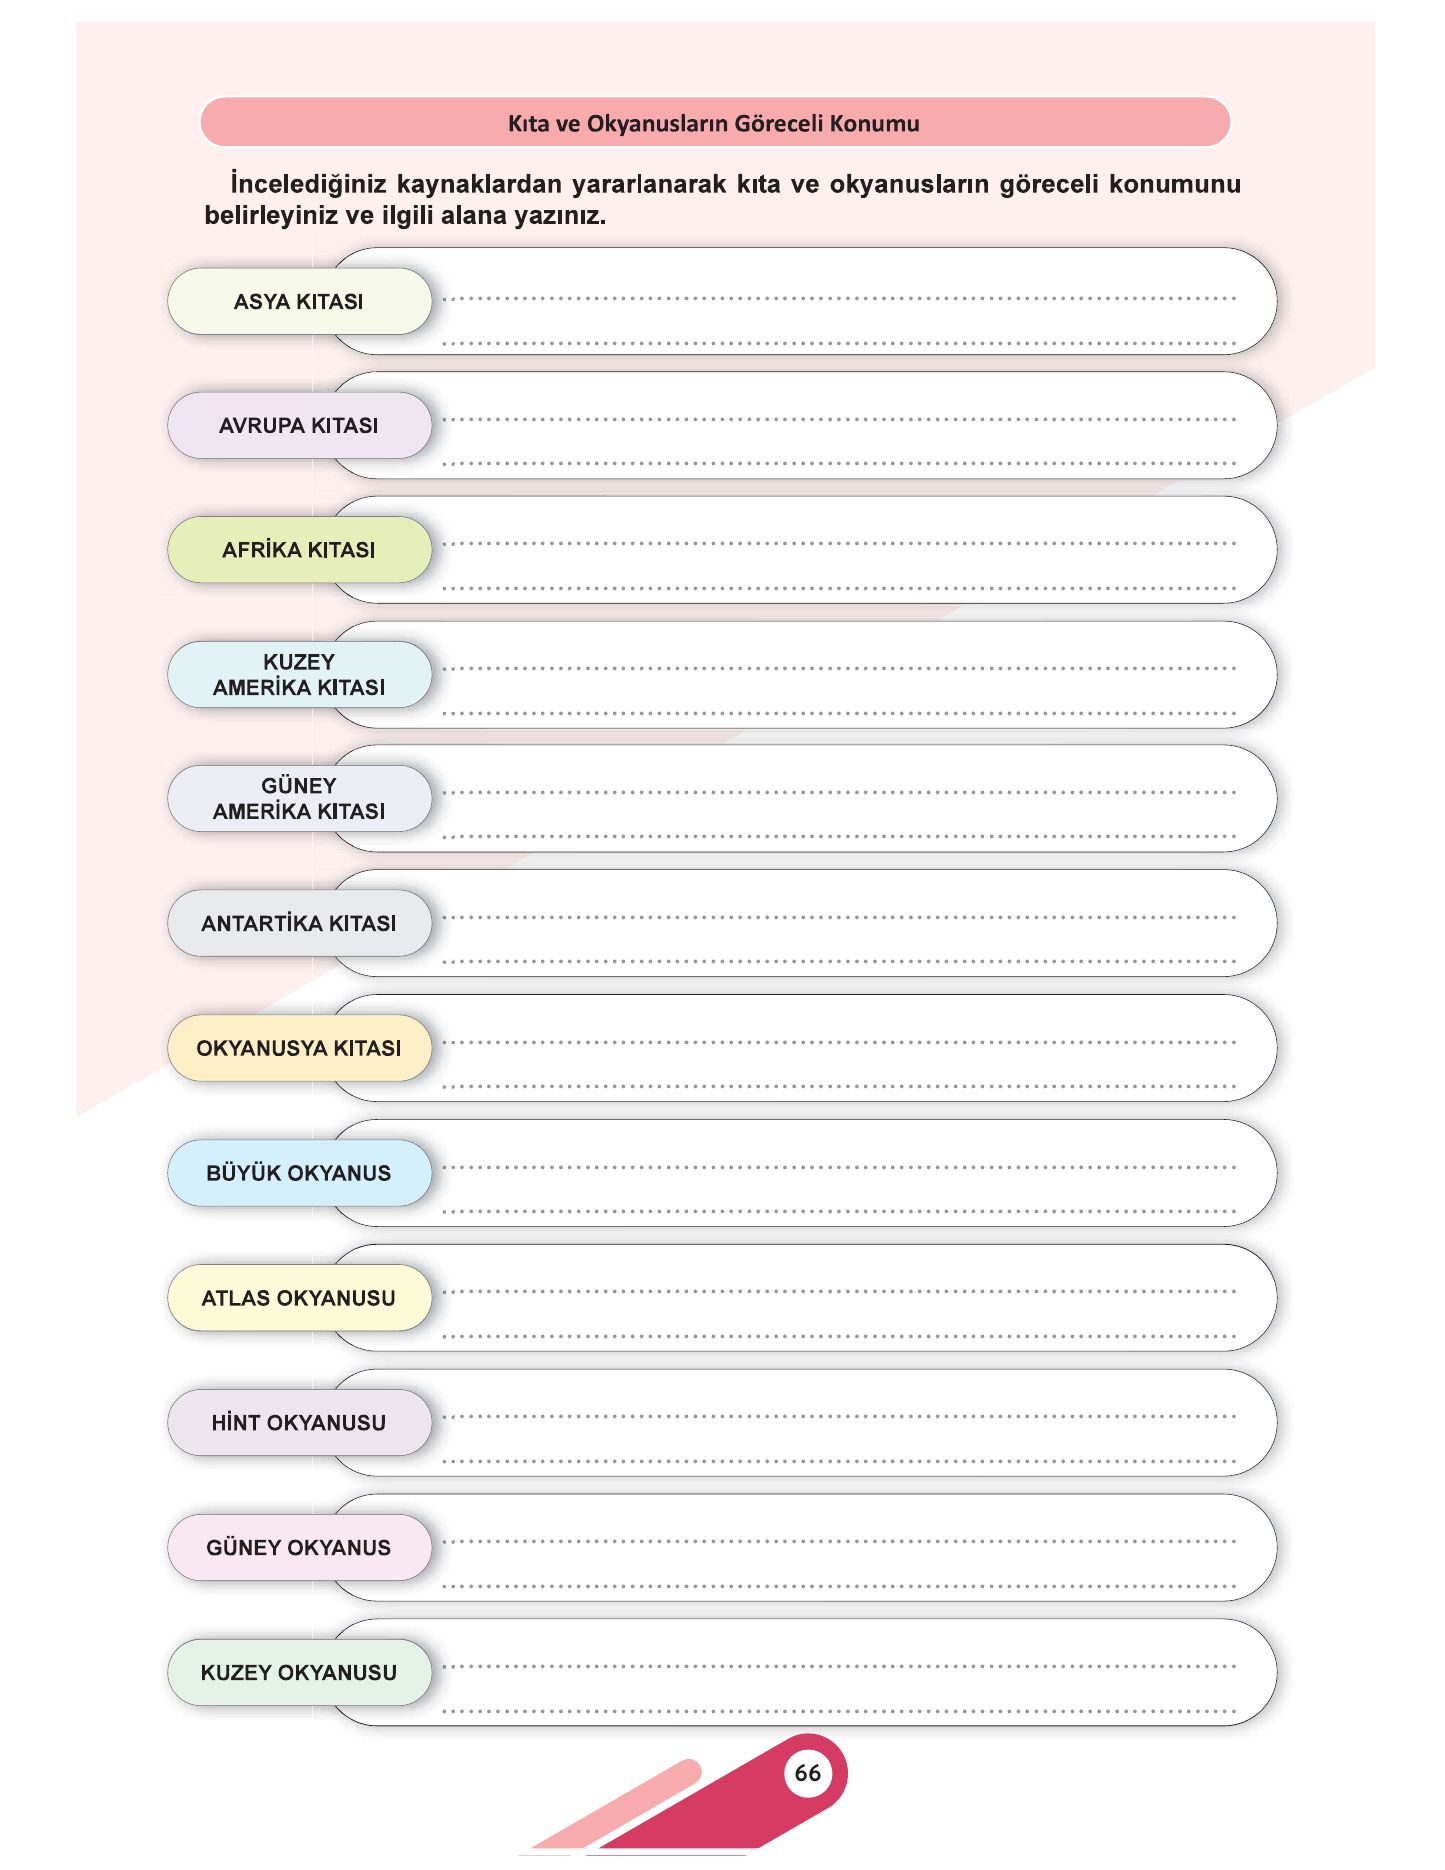 Kıta ve Okyanusların Göreceli Konumu
İncelediğiniz kaynaklardan yararlanarak kıta ve okyanusların göreceli konumunu
belirleyiniz ve ilgili alana yazınız.
ASYA KITASI
AVRUPA KITASI
AFRİKA KITASI
KUZEY
AMERİKA KITASI
GÜNEY
AMERİKA KITASI
ANTARTİKA KITASI
OKYANUSYA KITASI
BÜYÜK OKYANUS
ATLAS OKYANUSU
HİNT OKYANUSU
GÜNEY OKYANUS
KUZEY OKYANUSU
66